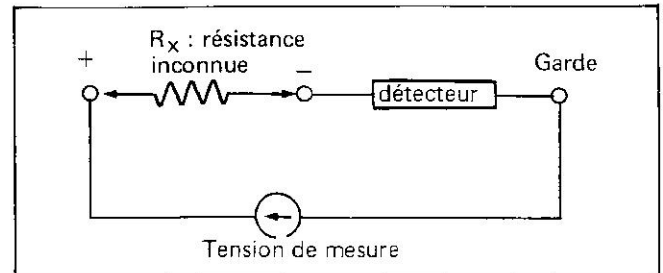 Rx : résistance
inconnue
+
−
Garde
détecteur
Tension de mesure